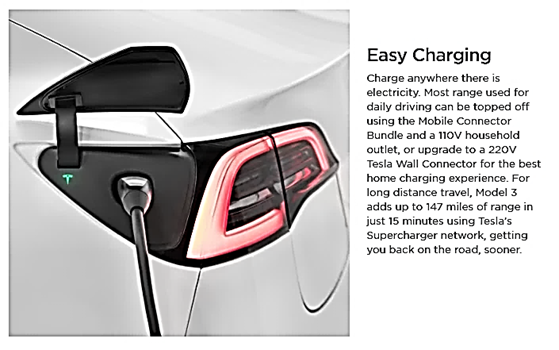 Easy Charging
Charge anywhere there is
electricity. Most range used for
daily driving can be topped off
using the Mobile Connector
Bundle and a 110V household
outlet, or upgrade to a 220V
Tesla Wall Connector for the best
home charging experience. For
long distance travel, Model 3
adds up to 147 miles of range in
just 15 minutes using Tesla's
Supercharger network, getting
you back on the road, sooner.